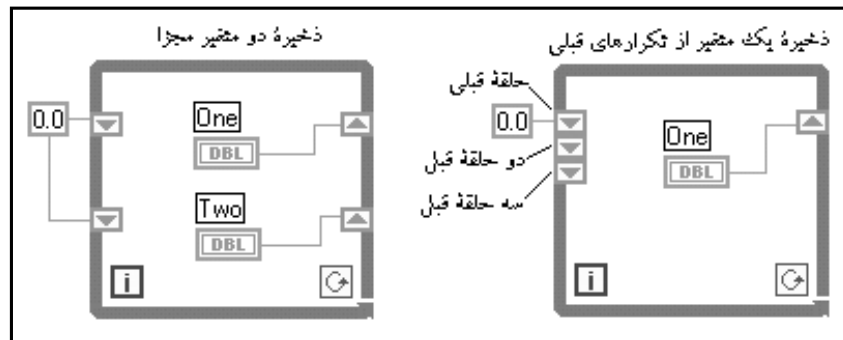 ذخیرهٔ دو متغیر مجزا
0.0
One
DBL
Two
DBL
i
ذخیرهٔ یک متغیر از تکرارهای قبلی
حلقهٔ قبلی
0.0
دو حلقهٔ قبل
سه حلقهٔ قبل
One
DBL
i